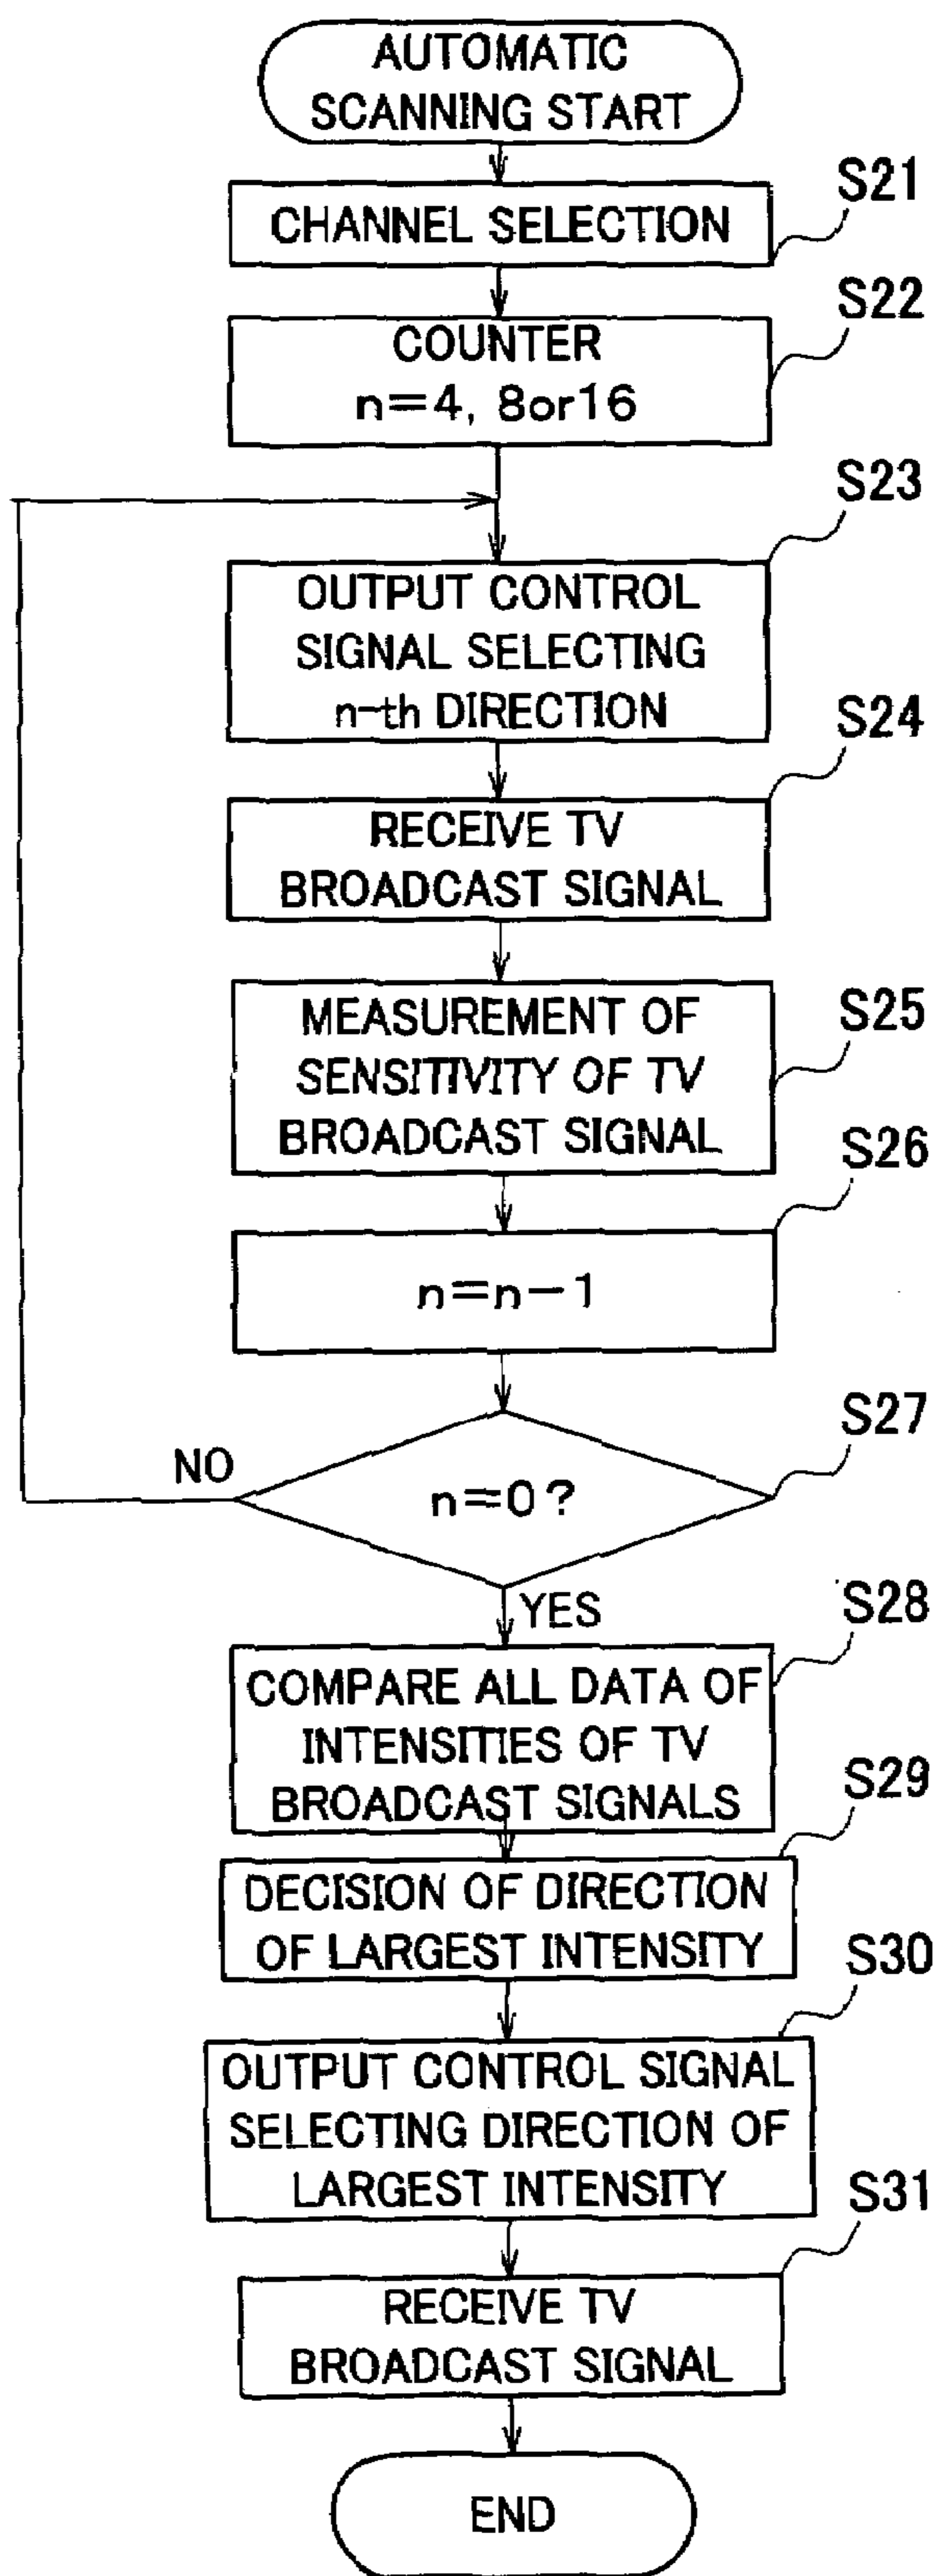 AUTOMATIC
SCANNING START
S21
CHANNEL SELECTION
S22
COUNTER
n=4, 8or16
S23
OUTPUT CONTROL
SIGNAL SELECTING
n-th DIRECTION
S24
RECEIVE TV
BROADCAST SIGNAL
S25
MEASUREMENT OF
SENSITIVITY OF TV
BROADCAST SIGNAL
S26
n=n-1
S27
NO
n=0?
YES
S28
COMPARE ALL DATA OF
INTENSITIES OF TV
BROADCAST SIGNALS
S29
DECISION OF DIRECTION
OF LARGEST INTENSITY
S30
OUTPUT CONTROL SIGNAL
SELECTING DIRECTION OF
LARGEST INTENSITY
S31
RECEIVE TV
BROADCAST SIGNAL
END